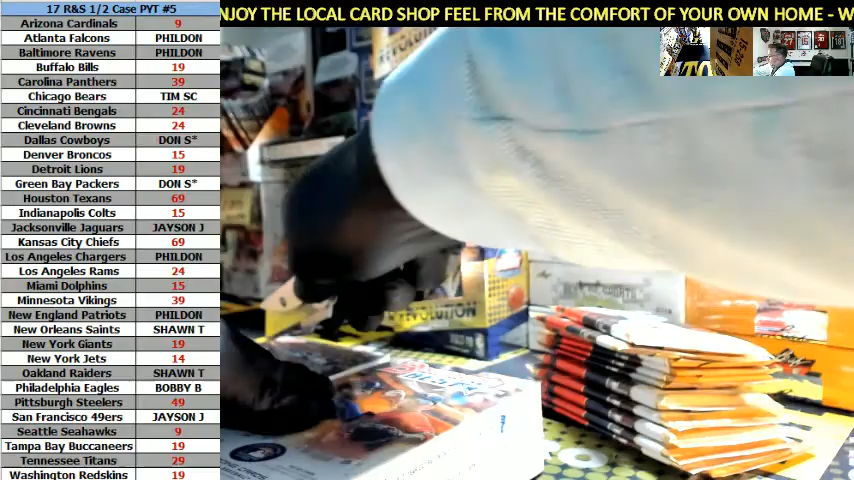 17 R&S 1/2 Case PYT #5
Arizona Cardinals 9
Atlanta Falcons PHILDON
Baltimore Ravens PHILDON
Buffalo Bills 19
Carolina Panthers 39
Chicago Bears TIM SC
Cincinnati Bengals 24
Cleveland Browns 24
Dallas Cowboys DON S*
Denver Broncos 15
Detroit Lions 19
Green Bay Packers DON S*
Houston Texans 69
Indianapolis Colts 15
Jacksonville Jaguars JAYSON J
Kansas City Chiefs 69
Los Angeles Chargers PHILDON
Los Angeles Rams 24
Miami Dolphins 15
Minnesota Vikings 39
New England Patriots PHILDON
New Orleans Saints SHAWN T
New York Giants 19
New York Jets 14
Oakland Raiders SHAWN T
Philadelphia Eagles BOBBY B
Pittsburgh Steelers 49
San Francisco 49ers JAYSON J
Seattle Seahawks 9
Tampa Bay Buccaneers 19
Tennessee Titans 29
Washington Redskins 19
NJOY THE LOCAL CARD SHOP FEEL FROM THE COMFORT OF YOUR OWN HOME - W
REVOLUTION